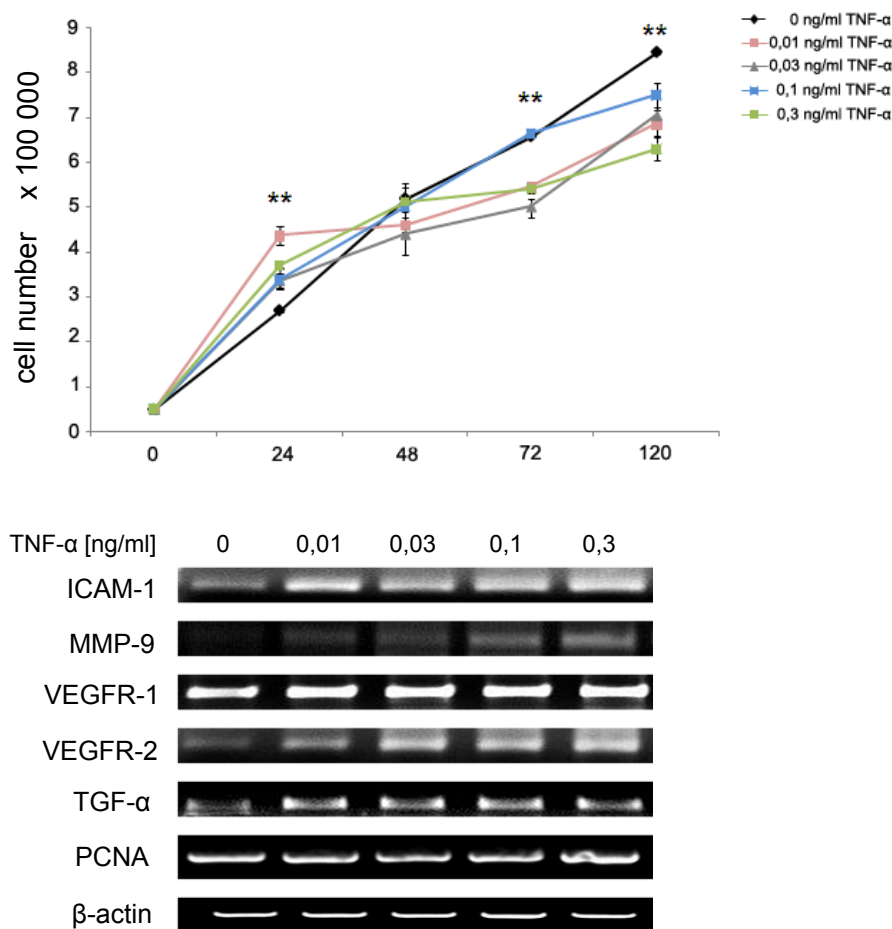 9
8
7
6
5
4
3
2
1
0
cell number x 100 000
**
**
**
0 24 48 72 120
0 ng/ml TNF-α
0,01 ng/ml TNF-α
0,03 ng/ml TNF-α
0,1 ng/ml TNF-α
0,3 ng/ml TNF-α
TNF-α [ng/ml] 0 0,01 0,03 0,1 0,3
ICAM-1
MMP-9
VEGFR-1
VEGFR-2
TGF-α
PCNA
β-actin